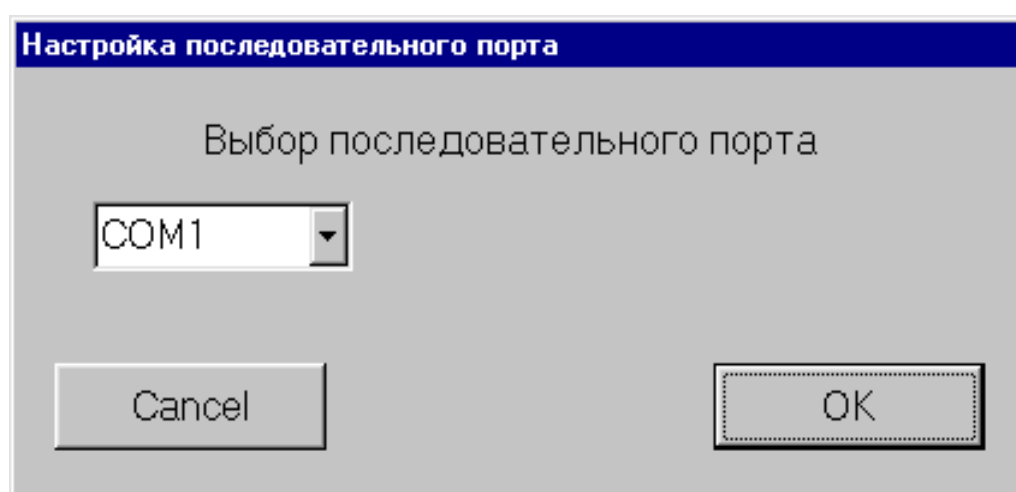 Настройка последовательного порта
Выбор последовательного порта
COM1
Cancel
OK